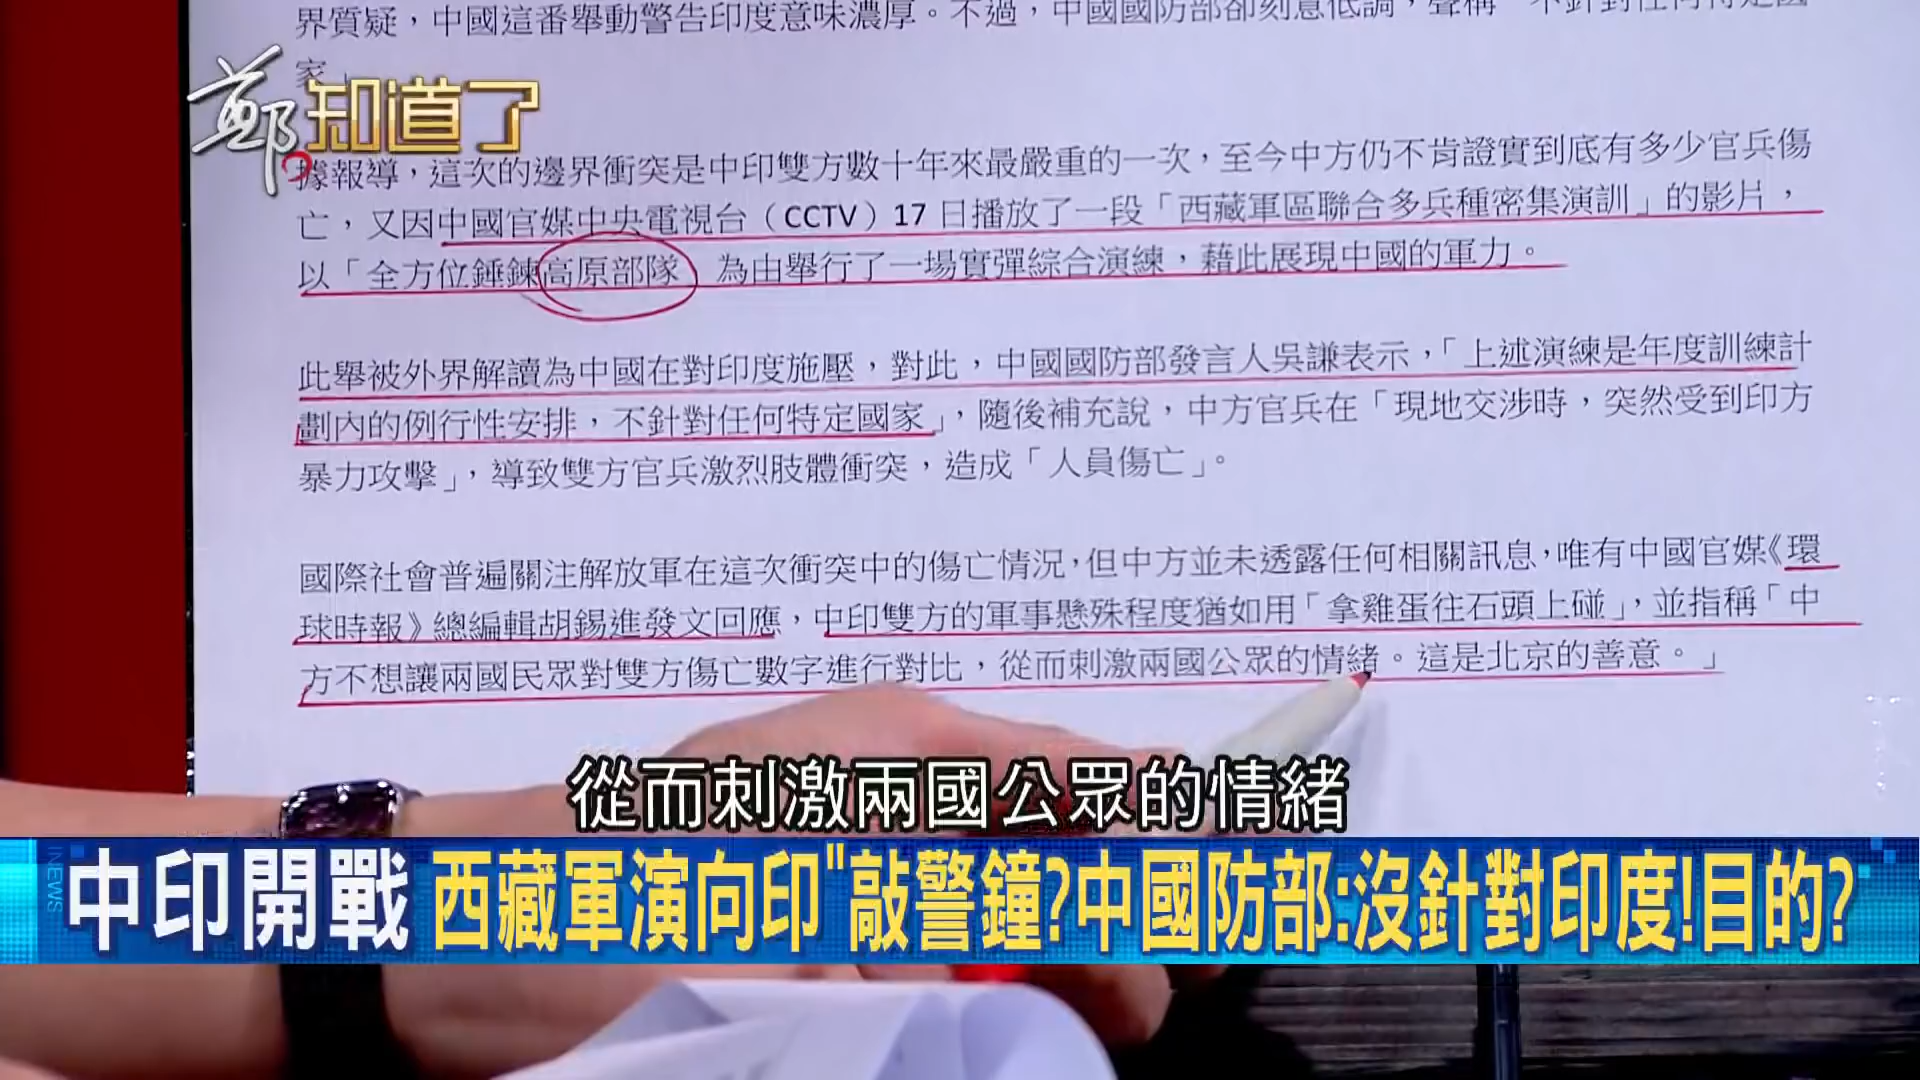 界質疑，中國這番舉動警告印度意味濃厚。不過，中國國防部卻刻意低調，聲稱「不針對任何特定國
家」
鄭知道了
據報導，這次的邊界衝突是中印雙方數十年來最嚴重的一次，至今中方仍不肯證實到底有多少官兵傷
亡，又因中國官媒中央電視台（CCTV）17 日播放了一段「西藏軍區聯合多兵種密集演訓」的影片，
以「全方位錘鍊高原部隊」為由舉行了一場實彈綜合演練，藉此展現中國的軍力。
此舉被外界解讀為中國在對印度施壓，對此，中國國防部發言人吳謙表示，「上述演練是年度訓練計
劃內的例行性安排，不針對任何特定國家」，隨後補充說，中方官兵在「現地交涉時，突然受到印方
暴力攻擊」，導致雙方官兵激烈肢體衝突，造成「人員傷亡」。
國際社會普遍關注解放軍在這次衝突中的傷亡情況，但中方並未透露任何相關訊息，唯有中國官媒《環
球時報》總編輯胡錫進發文回應，中印雙方的軍事懸殊程度猶如用「拿雞蛋往石頭上碰」，並指稱「中
方不想讓兩國民眾對雙方傷亡數字進行對比，從而刺激兩國公眾的情緒。這是北京的善意。」
從而刺激兩國公眾的情緒
iNEWS
中印開戰 西藏軍演向印"敲警鐘?中國防部:沒針對印度!目的?